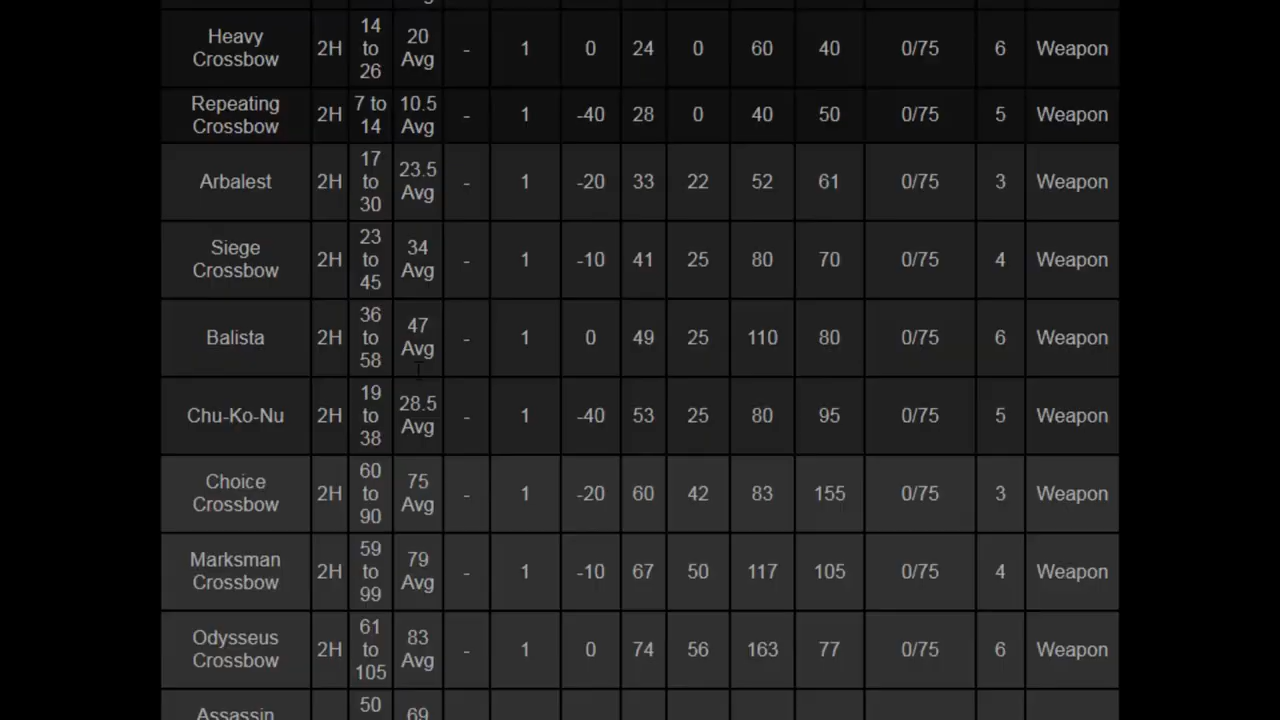 Heavy Crossbow 2H 14 to 26 20 Avg - 1 0 24 0 60 40 0/75 6 Weapon
Repeating Crossbow 2H 7 to 14 10.5 Avg - 1 -40 28 0 40 50 0/75 5 Weapon
Arbalest 2H 17 to 30 23.5 Avg - 1 -20 33 22 52 61 0/75 3 Weapon
Siege Crossbow 2H 23 to 45 34 Avg - 1 -10 41 25 80 70 0/75 4 Weapon
Balista 2H 36 to 58 47 Avg - 1 0 49 25 110 80 0/75 6 Weapon
Chu-Ko-Nu 2H 19 to 38 28.5 Avg - 1 -40 53 25 80 95 0/75 5 Weapon
Choice Crossbow 2H 60 to 90 75 Avg - 1 -20 60 42 83 155 0/75 3 Weapon
Marksman Crossbow 2H 59 to 99 79 Avg - 1 -10 67 50 117 105 0/75 4 Weapon
Odysseus Crossbow 2H 61 to 105 83 Avg - 1 0 74 56 163 77 0/75 6 Weapon
Assassin 50 69